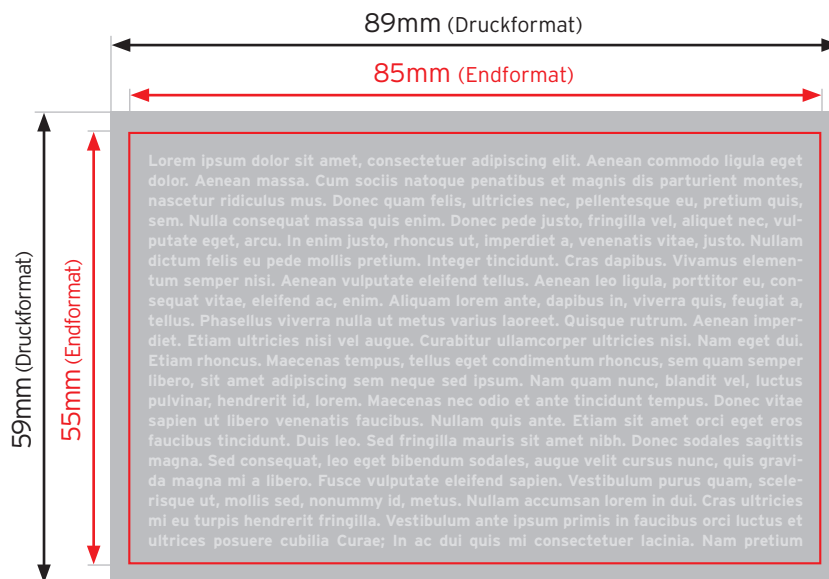 89mm (Druckformat)
85mm (Endformat)
59mm (Druckformat)
55mm (Endformat)
Lorem ipsum dolor sit amet, consectetuer adipiscing elit. Aenean commodo ligula eget
dolor. Aenean massa. Cum sociis natoque penatibus et magnis dis parturient montes,
nascetur ridiculus mus. Donec quam felis, ultricies nec, pellentesque eu, pretium quis,
sem. Nulla consequat massa quis enim. Donec pede justo, fringilla vel, aliquet nec, vul-
putate eget, arcu. In enim justo, rhoncus ut, imperdiet a, venenatis vitae, justo. Nullam
dictum felis eu pede mollis pretium. Integer tincidunt. Cras dapibus. Vivamus elemen-
tum semper nisi. Aenean vulputate eleifend tellus. Aenean leo ligula, porttitor eu, con-
sequat vitae, eleifend ac, enim. Aliquam lorem ante, dapibus in, viverra quis, feugiat a,
tellus. Phasellus viverra nulla ut metus varius laoreet. Quisque rutrum. Aenean imper-
diet. Etiam ultricies nisi vel augue. Curabitur ullamcorper ultricies nisi. Nam eget dui.
Etiam rhoncus. Maecenas tempus, tellus eget condimentum rhoncus, sem quam semper
libero, sit amet adipiscing sem neque sed ipsum. Nam quam nunc, blandit vel, luctus
pulvinar, hendrerit id, lorem. Maecenas nec odio et ante tincidunt tempus. Donec vitae
sapien ut libero venenatis faucibus. Nullam quis ante. Etiam sit amet orci eget eros
faucibus tincidunt. Duis leo. Sed fringilla mauris sit amet nibh. Donec sodales sagittis
magna. Sed consequat, leo eget bibendum sodales, augue velit cursus nunc, quis gravi-
da magna mi a libero. Fusce vulputate eleifend sapien. Vestibulum purus quam, scele-
risque ut, mollis sed, nonummy id, metus. Nullam accumsan lorem in dui. Cras ultricies
mi eu turpis hendrerit fringilla. Vestibulum ante ipsum primis in faucibus orci luctus et
ultrices posuere cubilia Curae; In ac dui quis mi consectetuer lacinia. Nam pretium